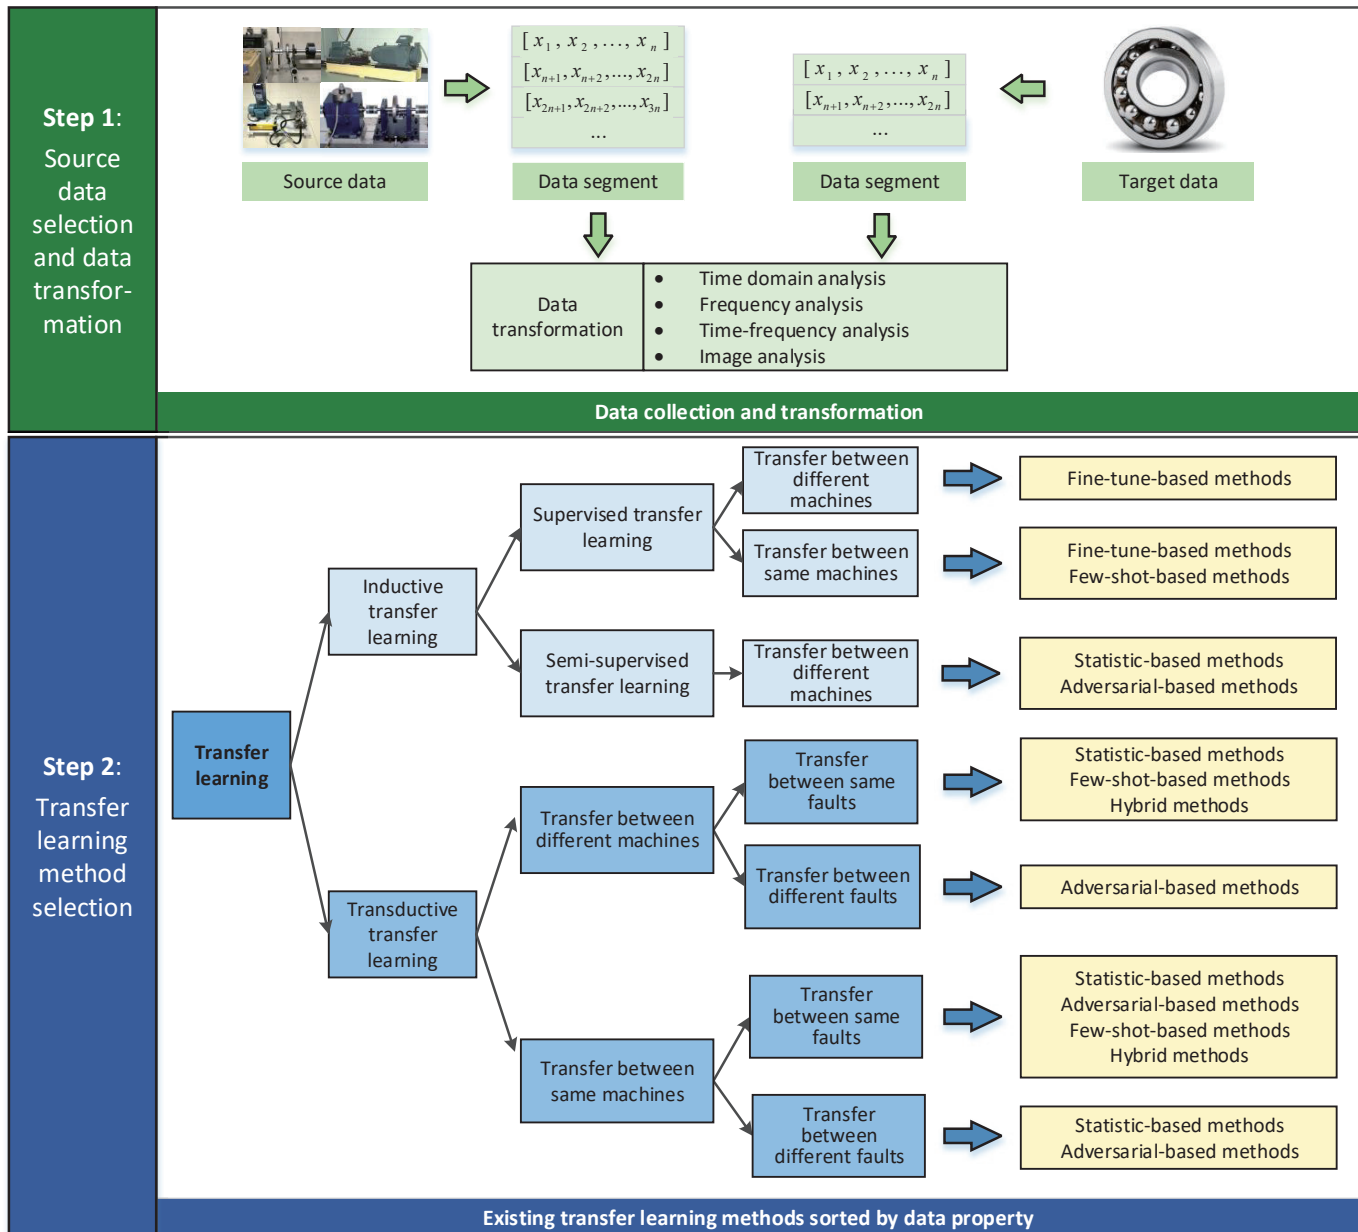 Step 1:
Source
data
selection
and data
transfor-
mation
[ x1 , x2 , ..., xn ]
[xn+1, xn+2, ..., x2n]
[x2n+1, x2n+2, ..., x3n]
...
[ x1 , x2 , ..., xn ]
[xn+1, xn+2, ..., x2n]
...
Source data
Data segment
Data segment
Target data
Data
transformation
• Time domain analysis
• Frequency analysis
• Time-frequency analysis
• Image analysis
Data collection and transformation
Step 2:
Transfer
learning
method
selection
Transfer
learning
Inductive
transfer
learning
Transductive
transfer
learning
Supervised transfer
learning
Semi-supervised
transfer learning
Transfer between
different machines
Transfer between
same machines
Transfer between
different
machines
Transfer between
same machines
Transfer between
different
machines
Transfer
between same
faults
Transfer between
different faults
Transfer
between same
faults
Transfer
between
different faults
Fine-tune-based methods
Fine-tune-based methods
Few-shot-based methods
Statistic-based methods
Adversarial-based methods
Statistic-based methods
Few-shot-based methods
Hybrid methods
Adversarial-based methods
Statistic-based methods
Adversarial-based methods
Few-shot-based methods
Hybrid methods
Statistic-based methods
Adversarial-based methods
Existing transfer learning methods sorted by data property